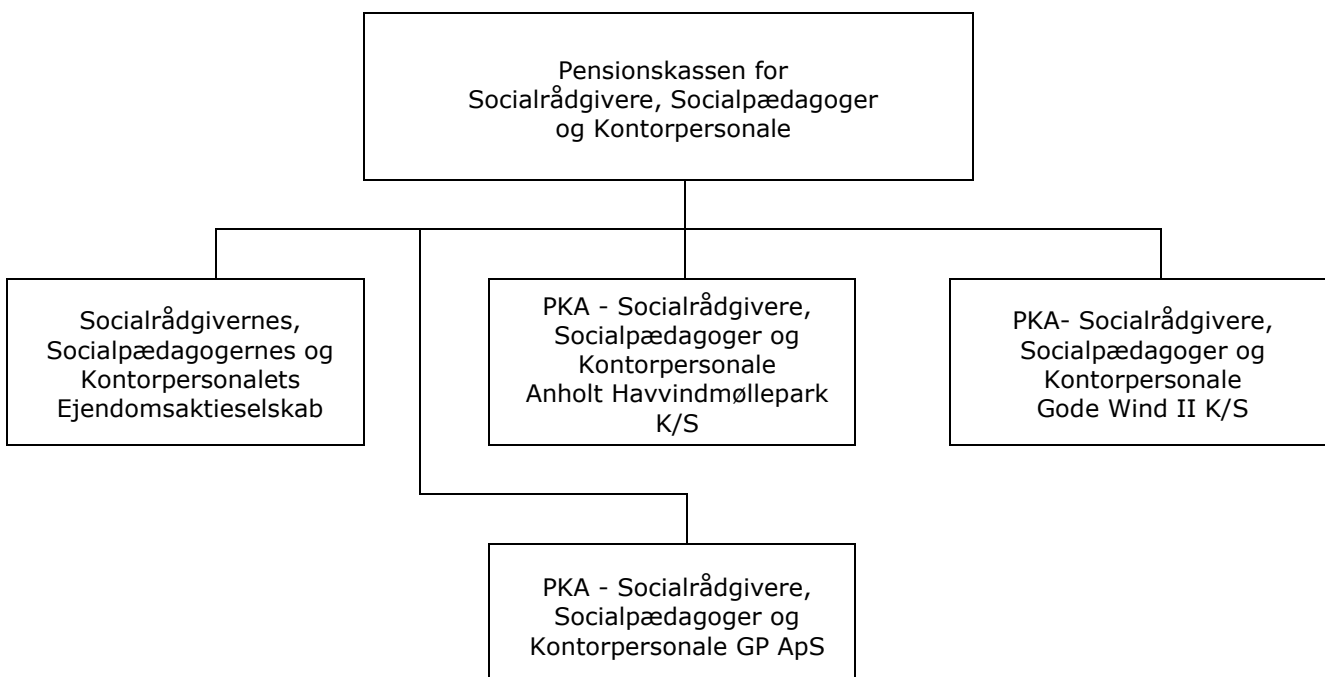 Pensionskassen for
Socialrådgivere, Socialpædagoger
og Kontorpersonale
Socialrådgivernes,
Socialpædagogernes og
Kontorpersonalets
Ejendomsaktieselskab
PKA - Socialrådgivere,
Socialpædagoger og
Kontorpersonale
Anholt Havvindmøllepark
K/S
PKA- Socialrådgivere,
Socialpædagoger og
Kontorpersonale
Gode Wind II K/S
PKA - Socialrådgivere,
Socialpædagoger og
Kontorpersonale GP ApS